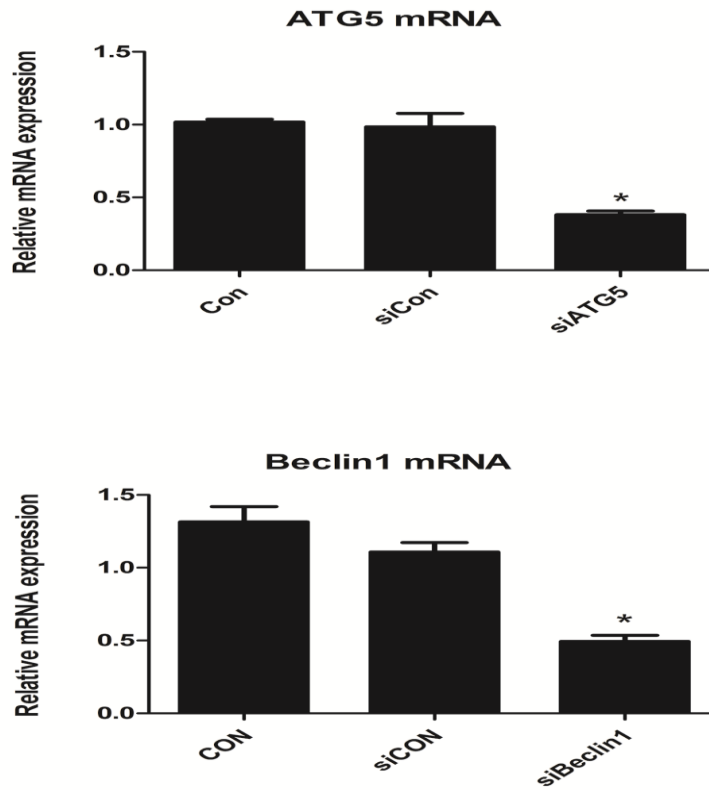 ATG5 mRNA
Relative mRNA expression
1.5
1.0
0.5
0.0
*
Con
siCon
siATG5
Beclin1 mRNA
Relative mRNA expression
1.5
1.0
0.5
0.0
*
CON
siCON
siBeclin1